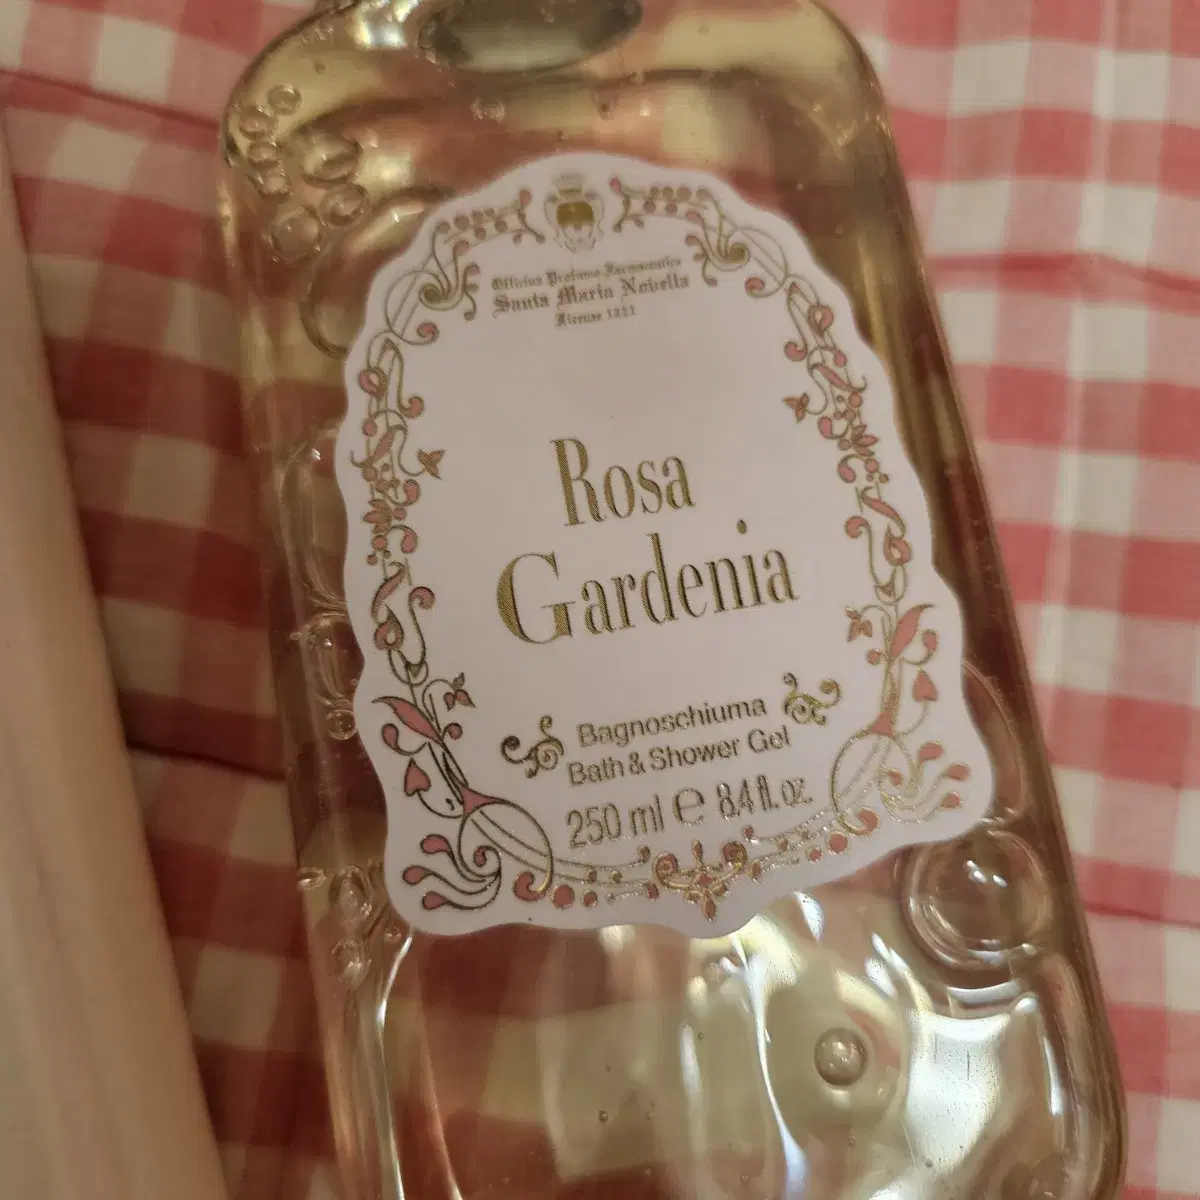 Officina Profumo-Farmaceutica
Santa Maria Novella
Firenze 1221
Rosa
Gardenia
Bagnoschiuma
Bath & Shower Gel
250 ml e 8.4 fl. oz.